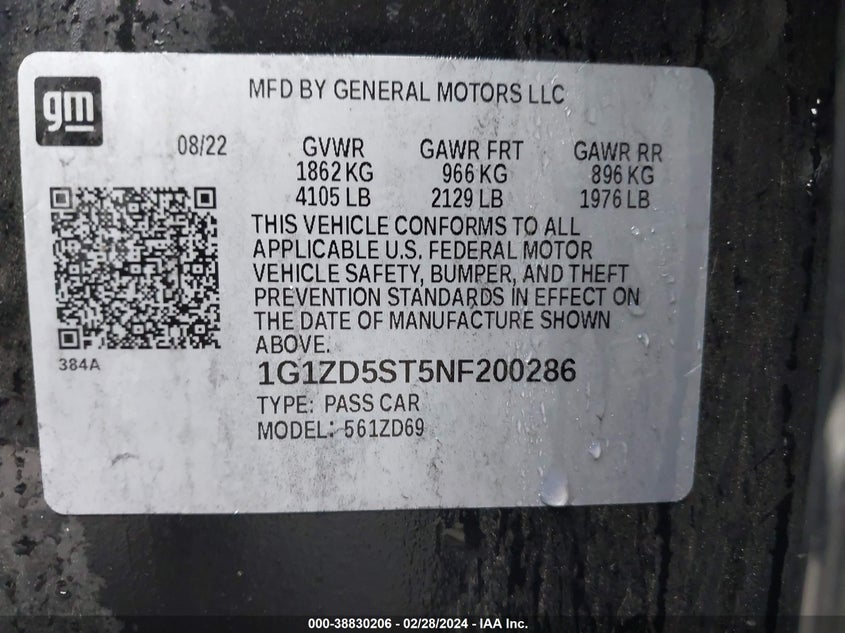 gm
MFD BY GENERAL MOTORS LLC
08/22 GVWR GAWR FRT GAWR RR
1862 KG 966 KG 896 KG
4105 LB 2129 LB 1976 LB
THIS VEHICLE CONFORMS TO ALL
APPLICABLE U.S. FEDERAL MOTOR
VEHICLE SAFETY, BUMPER, AND THEFT
PREVENTION STANDARDS IN EFFECT ON
THE DATE OF MANUFACTURE SHOWN
ABOVE.
384A
1G1ZD5ST5NF200286
TYPE: PASS CAR
MODEL: 561ZD69
000-38830206 - 02/28/2024 - IAA Inc.